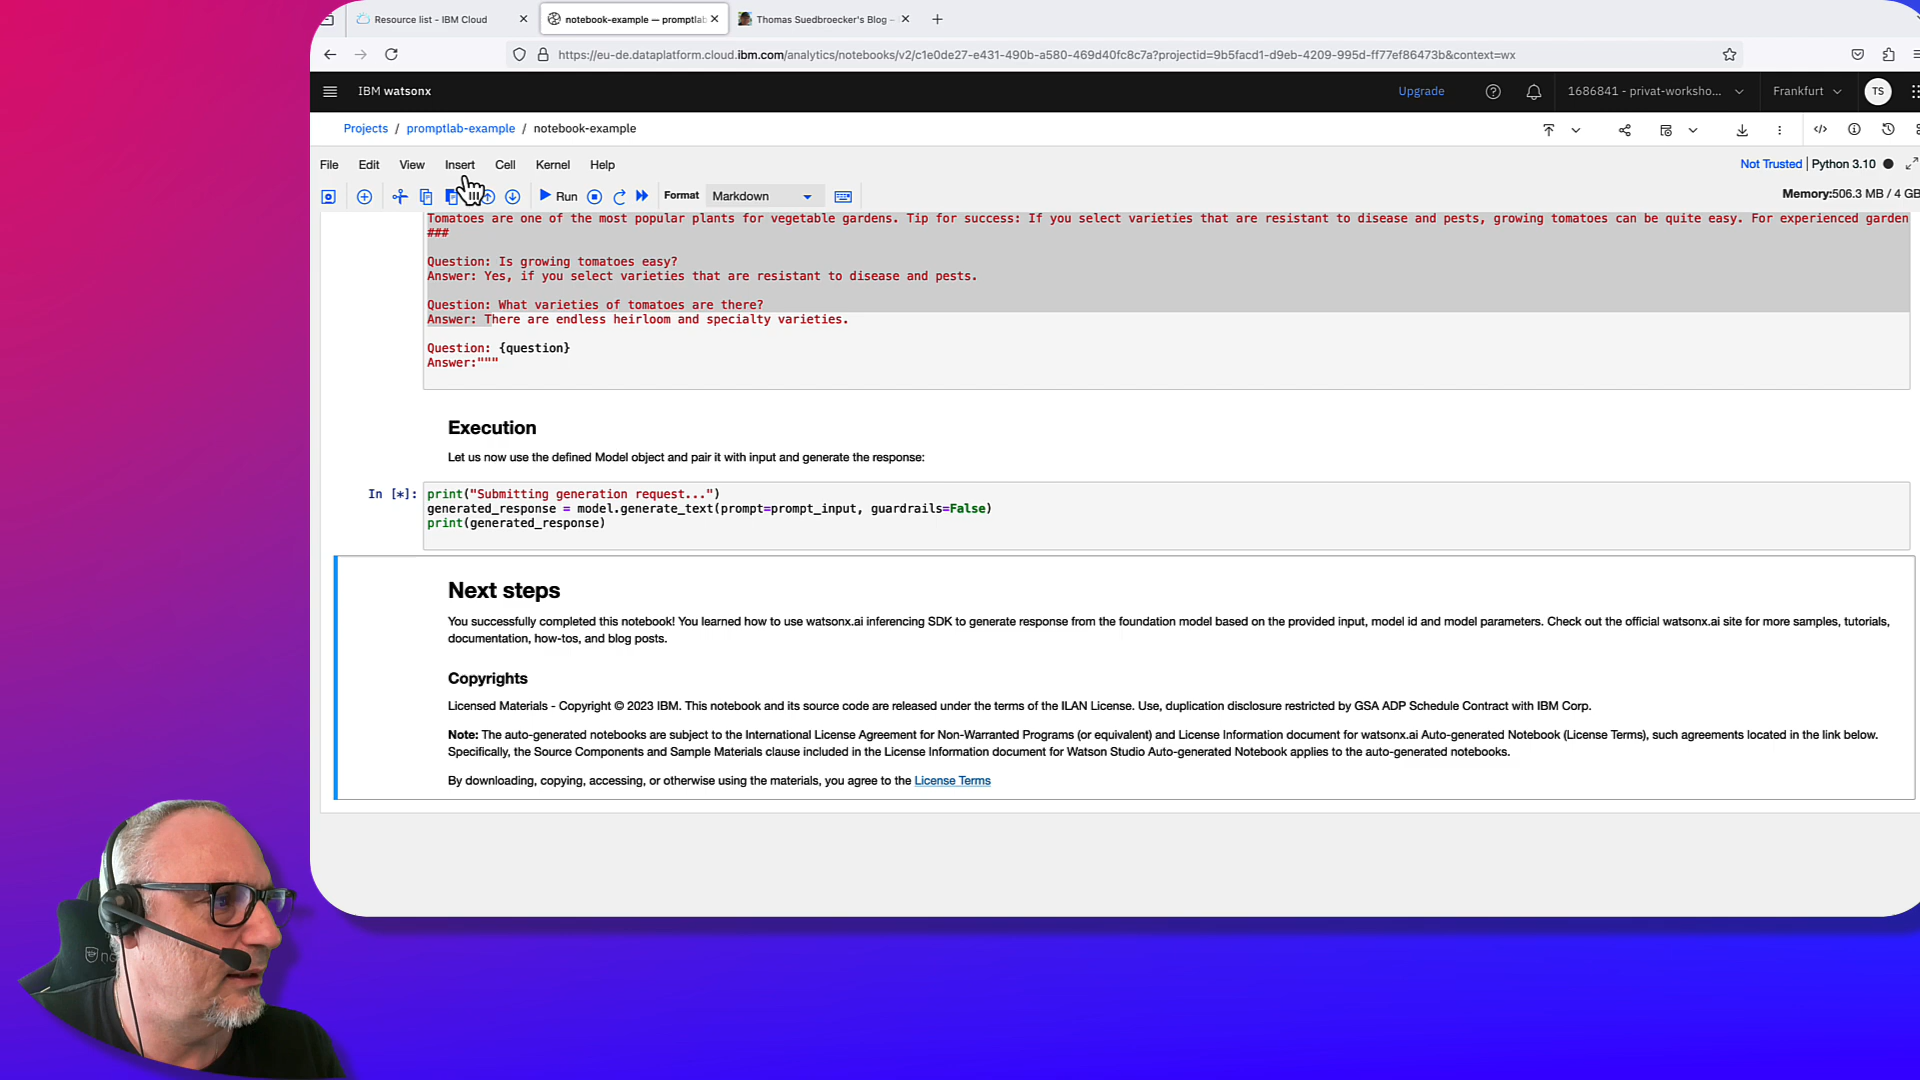 Resource list - IBM Cloud
notebook-example — promptlab
Thomas Suedbroecker's Blog –
https://eu-de.dataplatform.cloud.ibm.com/analytics/notebooks/v2/c1e0de27-e431-490b-a580-469d40fc8c7a?projectid=9b5facd1-d9eb-4209-995d-ff77ef86473b&context=wx
IBM watsonx
Upgrade
1686841 - privat-worksho...
Frankfurt
TS
Projects / promptlab-example / notebook-example
File Edit View Insert Cell Kernel Help
Not Trusted | Python 3.10
Run
Format
Markdown
Memory:506.3 MB / 4 GB
Tomatoes are one of the most popular plants for vegetable gardens. Tip for success: If you select varieties that are resistant to disease and pests, growing tomatoes can be quite easy. For experienced garden
###
Question: Is growing tomatoes easy?
Answer: Yes, if you select varieties that are resistant to disease and pests.
Question: What varieties of tomatoes are there?
Answer: There are endless heirloom and specialty varieties.
Question: {question}
Answer:"""
Execution
Let us now use the defined Model object and pair it with input and generate the response:
In [*]:
print("Submitting generation request...")
generated_response = model.generate_text(prompt=prompt_input, guardrails=False)
print(generated_response)
Next steps
You successfully completed this notebook! You learned how to use watsonx.ai inferencing SDK to generate response from the foundation model based on the provided input, model id and model parameters. Check out the official watsonx.ai site for more samples, tutorials,
documentation, how-tos, and blog posts.
Copyrights
Licensed Materials - Copyright © 2023 IBM. This notebook and its source code are released under the terms of the ILAN License. Use, duplication disclosure restricted by GSA ADP Schedule Contract with IBM Corp.
Note: The auto-generated notebooks are subject to the International License Agreement for Non-Warranted Programs (or equivalent) and License Information document for watsonx.ai Auto-generated Notebook (License Terms), such agreements located in the link below.
Specifically, the Source Components and Sample Materials clause included in the License Information document for Watson Studio Auto-generated Notebook applies to the auto-generated notebooks.
By downloading, copying, accessing, or otherwise using the materials, you agree to the License Terms